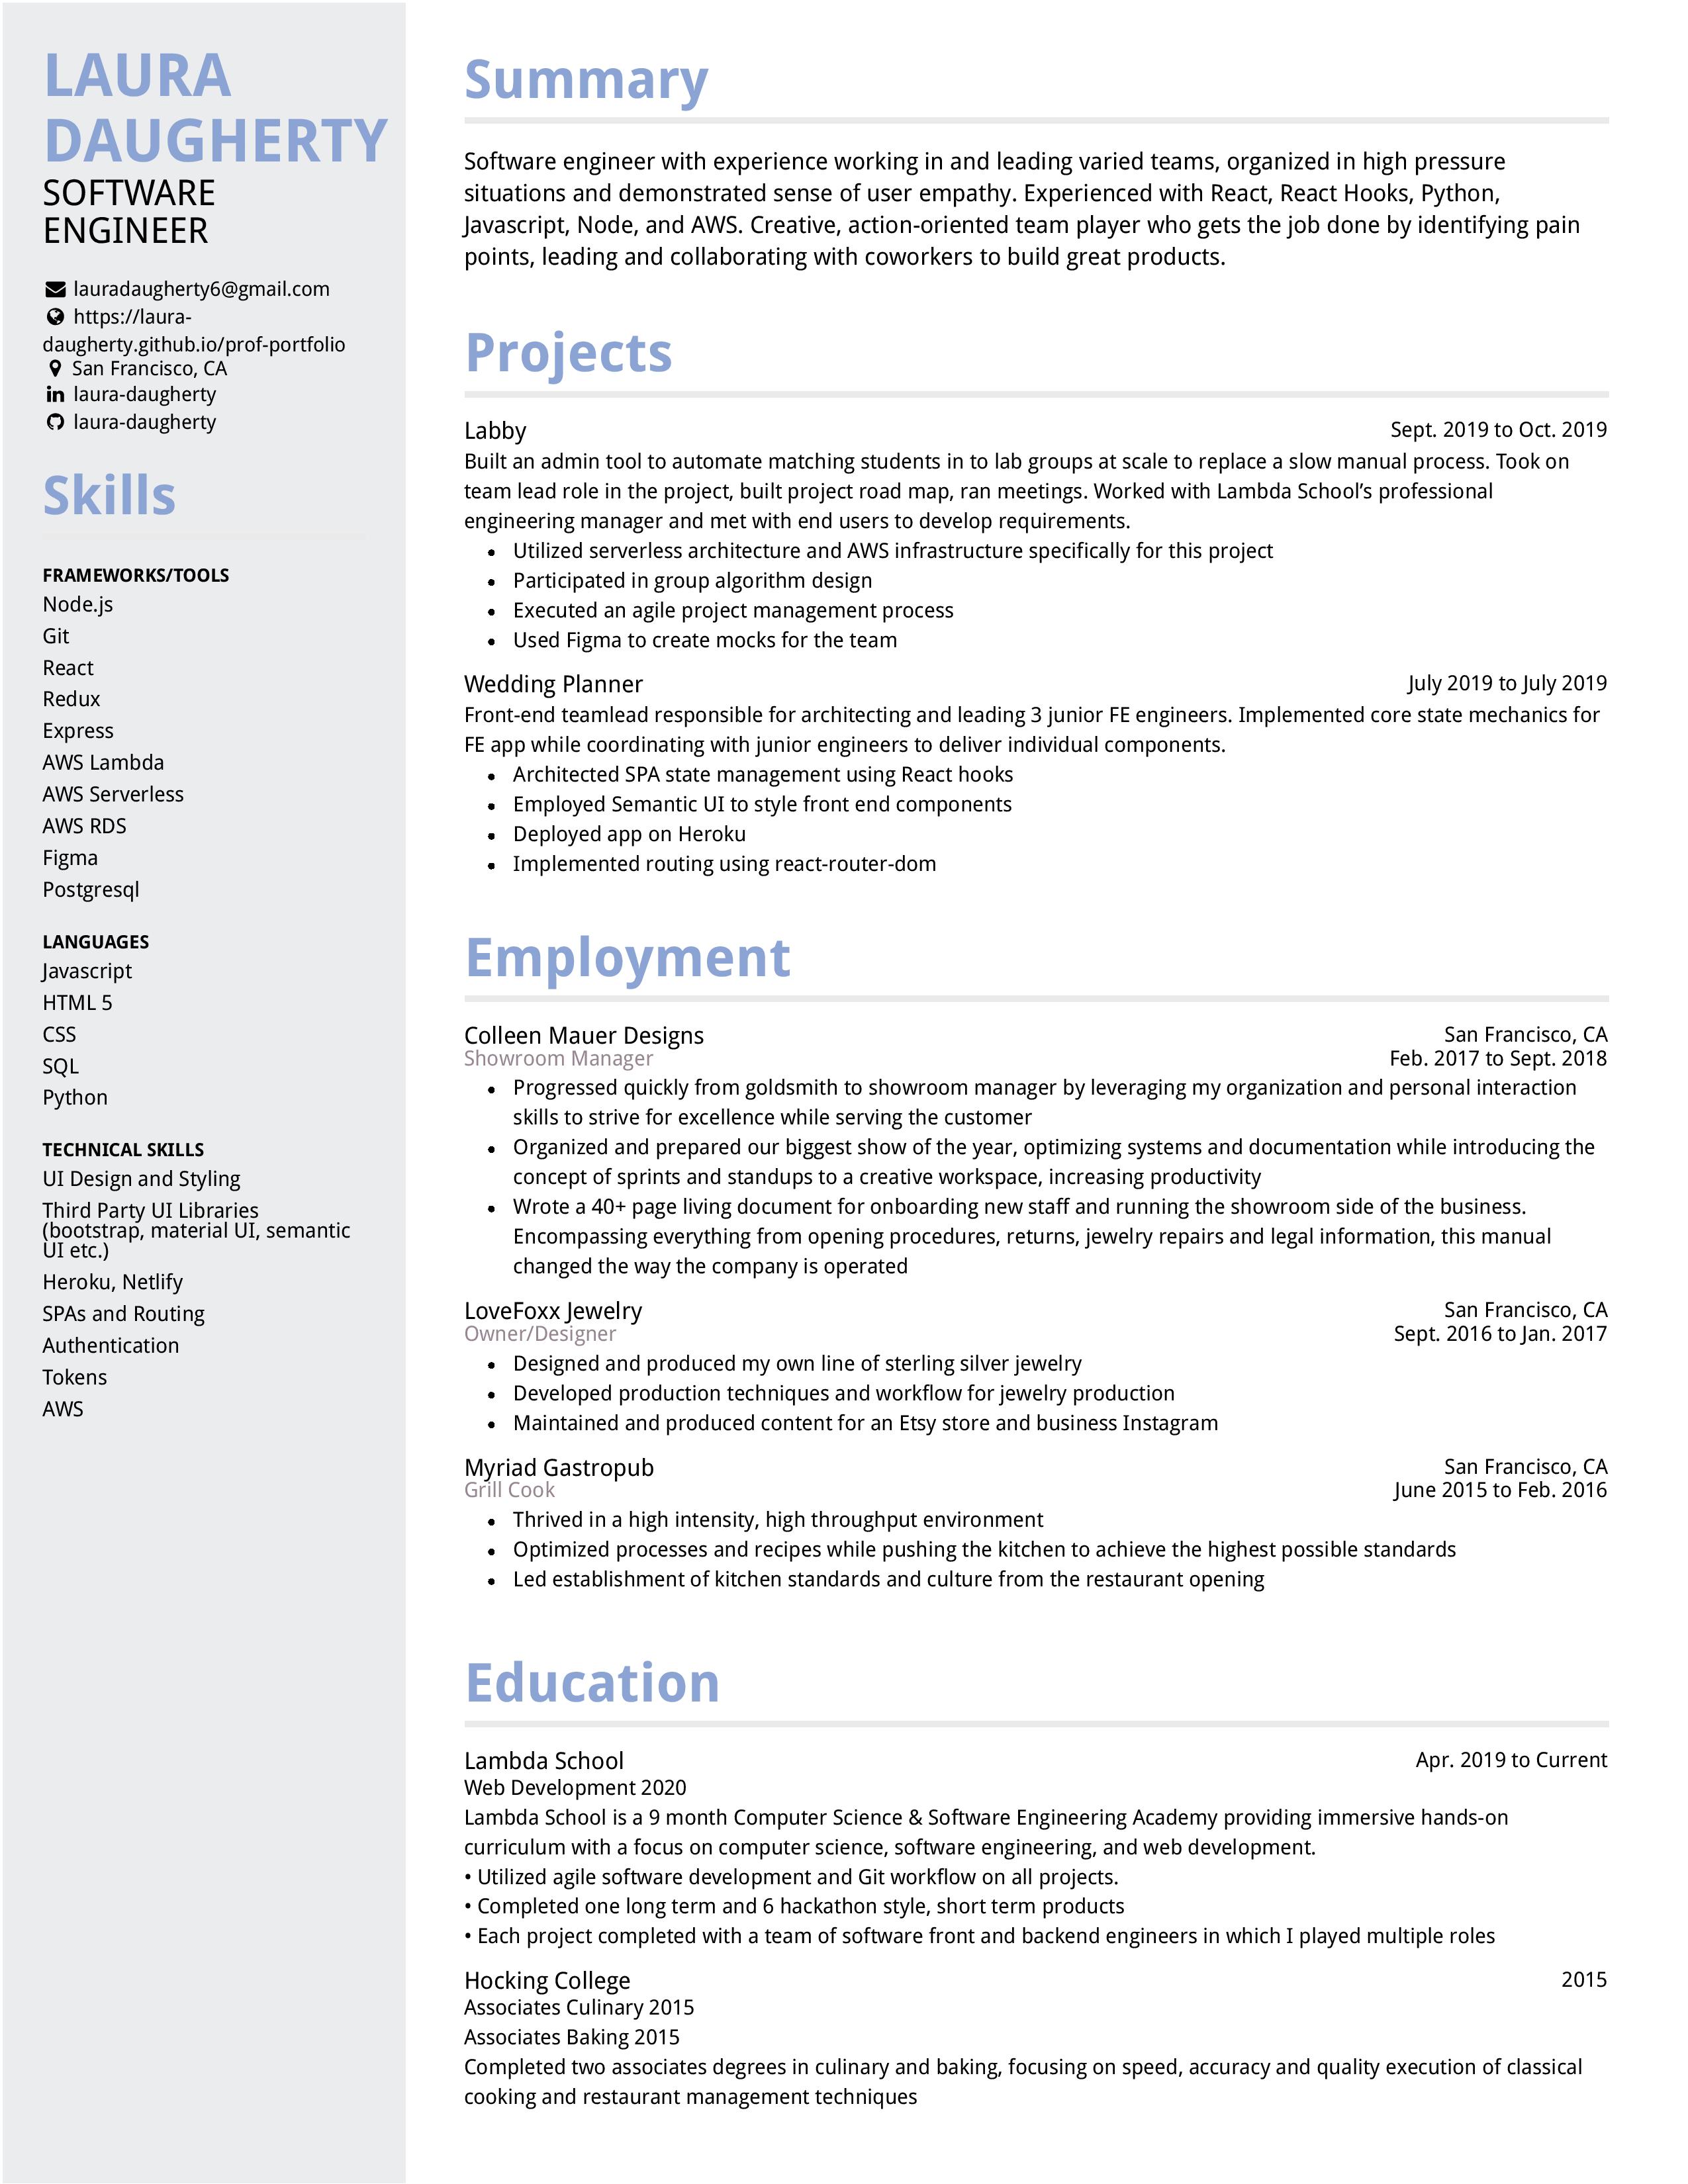 LAURA
DAUGHERTY
SOFTWARE
ENGINEER
lauradaugherty6@gmail.com
https://laura-
daugherty.github.io/prof-portfolio
San Francisco, CA
laura-daugherty
laura-daugherty
Skills
FRAMEWORKS/TOOLS
Node.js
Git
React
Redux
Express
AWS Lambda
AWS Serverless
AWS RDS
Figma
Postgresql
LANGUAGES
Javascript
HTML 5
CSS
SQL
Python
TECHNICAL SKILLS
UI Design and Styling
Third Party UI Libraries
(bootstrap, material UI, semantic
UI etc.)
Heroku, Netlify
SPAs and Routing
Authentication
Tokens
AWS
Summary
Software engineer with experience working in and leading varied teams, organized in high pressure
situations and demonstrated sense of user empathy. Experienced with React, React Hooks, Python,
Javascript, Node, and AWS. Creative, action-oriented team player who gets the job done by identifying pain
points, leading and collaborating with coworkers to build great products.
Projects
Labby Sept. 2019 to Oct. 2019
Built an admin tool to automate matching students in to lab groups at scale to replace a slow manual process. Took on
team lead role in the project, built project road map, ran meetings. Worked with Lambda School’s professional
engineering manager and met with end users to develop requirements.
• Utilized serverless architecture and AWS infrastructure specifically for this project
• Participated in group algorithm design
• Executed an agile project management process
• Used Figma to create mocks for the team
Wedding Planner July 2019 to July 2019
Front-end teamlead responsible for architecting and leading 3 junior FE engineers. Implemented core state mechanics for
FE app while coordinating with junior engineers to deliver individual components.
• Architected SPA state management using React hooks
• Employed Semantic UI to style front end components
• Deployed app on Heroku
• Implemented routing using react-router-dom
Employment
Colleen Mauer Designs San Francisco, CA
Showroom Manager Feb. 2017 to Sept. 2018
• Progressed quickly from goldsmith to showroom manager by leveraging my organization and personal interaction
skills to strive for excellence while serving the customer
• Organized and prepared our biggest show of the year, optimizing systems and documentation while introducing the
concept of sprints and standups to a creative workspace, increasing productivity
• Wrote a 40+ page living document for onboarding new staff and running the showroom side of the business.
Encompassing everything from opening procedures, returns, jewelry repairs and legal information, this manual
changed the way the company is operated
LoveFoxx Jewelry San Francisco, CA
Owner/Designer Sept. 2016 to Jan. 2017
• Designed and produced my own line of sterling silver jewelry
• Developed production techniques and workflow for jewelry production
• Maintained and produced content for an Etsy store and business Instagram
Myriad Gastropub San Francisco, CA
Grill Cook June 2015 to Feb. 2016
• Thrived in a high intensity, high throughput environment
• Optimized processes and recipes while pushing the kitchen to achieve the highest possible standards
• Led establishment of kitchen standards and culture from the restaurant opening
Education
Lambda School Apr. 2019 to Current
Web Development 2020
Lambda School is a 9 month Computer Science & Software Engineering Academy providing immersive hands-on
curriculum with a focus on computer science, software engineering, and web development.
• Utilized agile software development and Git workflow on all projects.
• Completed one long term and 6 hackathon style, short term products
• Each project completed with a team of software front and backend engineers in which I played multiple roles
Hocking College 2015
Associates Culinary 2015
Associates Baking 2015
Completed two associates degrees in culinary and baking, focusing on speed, accuracy and quality execution of classical
cooking and restaurant management techniques